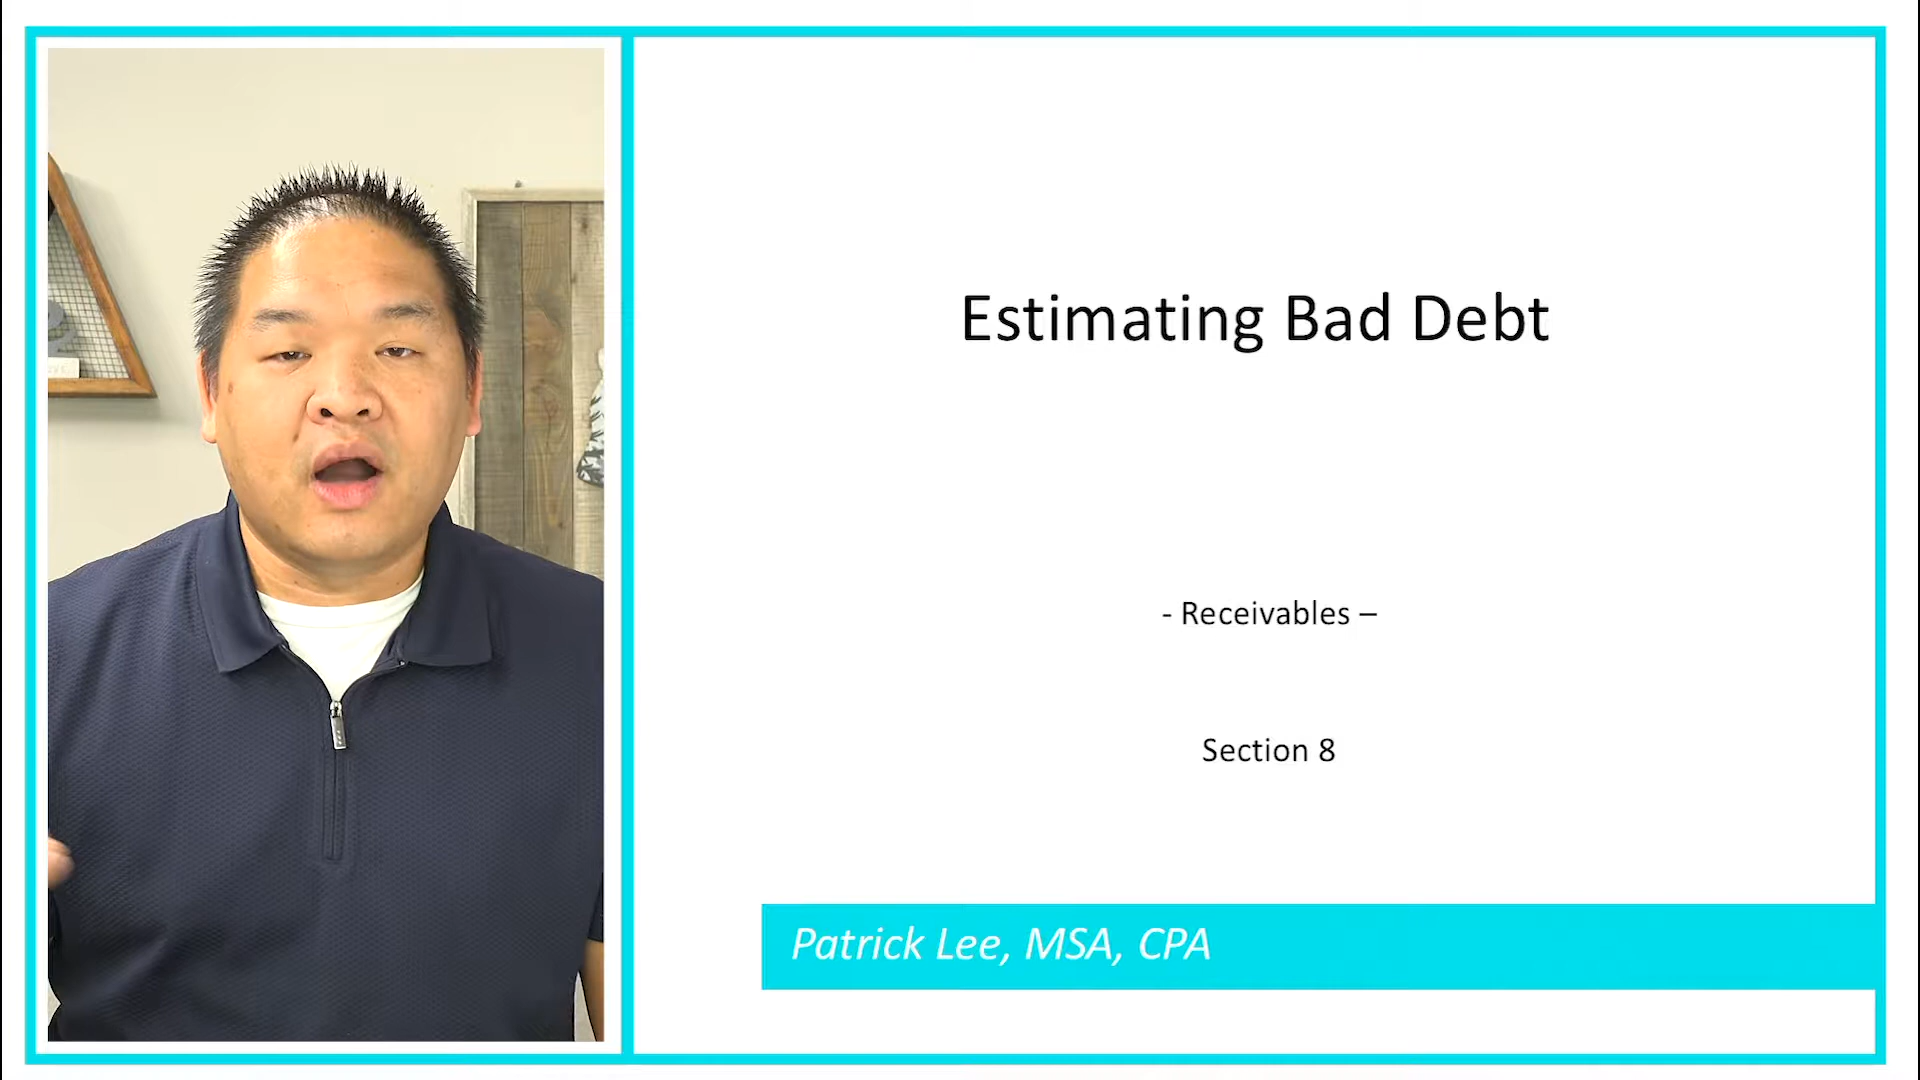 Estimating Bad Debt
- Receivables –
Section 8
Patrick Lee, MSA, CPA